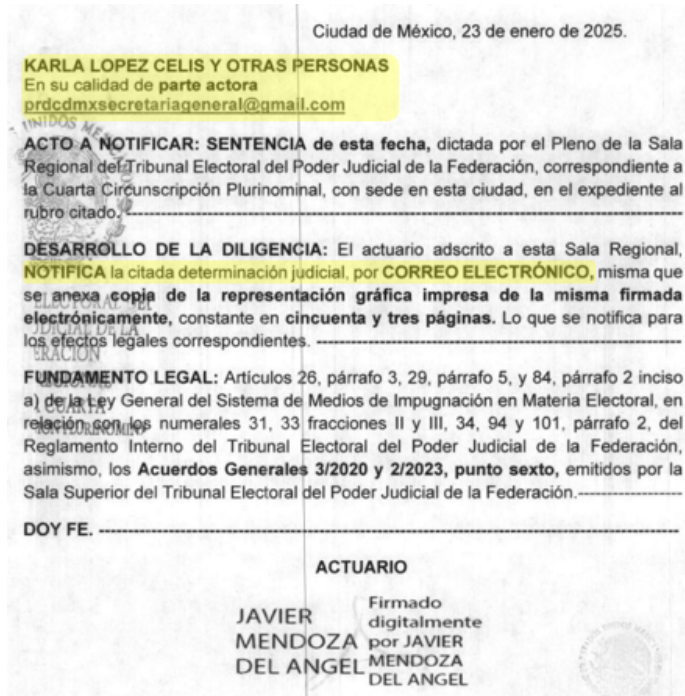 Ciudad de México, 23 de enero de 2025.
KARLA LOPEZ CELIS Y OTRAS PERSONAS
En su calidad de parte actora
prdcdmxsecretariageneral@gmail.com
UNIDOS ME
ACTO A NOTIFICAR: SENTENCIA de esta fecha, dictada por el Pleno de la Sala
Regional del Tribunal Electoral del Poder Judicial de la Federación, correspondiente a
la Cuarta Circunscripción Plurinominal, con sede en esta ciudad, en el expediente al
rubro citado.
DESARROLLO DE LA DILIGENCIA: El actuario adscrito a esta Sala Regional,
NOTIFICA la citada determinación judicial, por CORREO ELECTRÓNICO, misma que
se anexa copia de la representación gráfica impresa de la misma firmada
ELECTORAL DEL
electrónicamente, constante en cincuenta y tres páginas. Lo que se notifica para
JUDICIAL DE LA
los efectos legales correspondientes.
ERACIÓN
FUNDAMENTO LEGAL: Artículos 26, párrafo 3, 29, párrafo 5, y 84, párrafo 2 inciso
a) de la Ley General del Sistema de Medios de Impugnación en Materia Electoral, en
CUARTA
relación con los numerales 31, 33 fracciones II y III, 34, 94 y 101, párrafo 2, del
Reglamento Interno del Tribunal Electoral del Poder Judicial de la Federación,
asimismo, los Acuerdos Generales 3/2020 y 2/2023, punto sexto, emitidos por la
Sala Superior del Tribunal Electoral del Poder Judicial de la Federación.
DOY FE.
ACTUARIO
JAVIER
MENDOZA
DEL ANGEL
Firmado
digitalmente
por JAVIER
MENDOZA
DEL ANGEL